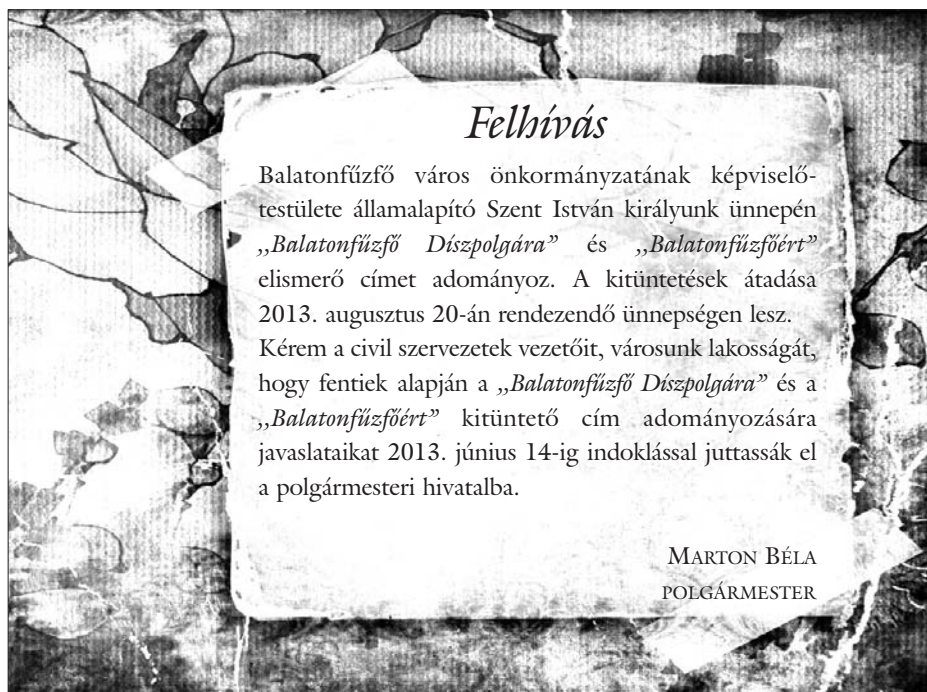 Felhívás
Balatonfűzfő város önkormányzatának képviselő-
testülete államalapító Szent István királyunk ünnepén
„Balatonfűzfő Díszpolgára” és „Balatonfűzfőért”
elismerő címet adományoz. A kitüntetések átadása
2013. augusztus 20-án rendezendő ünnepségen lesz.
Kérem a civil szervezetek vezetőit, városunk lakosságát,
hogy fentiek alapján a „Balatonfűzfő Díszpolgára” és a
„Balatonfűzfőért” kitüntető cím adományozására
javaslataikat 2013. június 14-ig indoklással juttassák el
a polgármesteri hivatalba.
MARTON BÉLA
POLGÁRMESTER